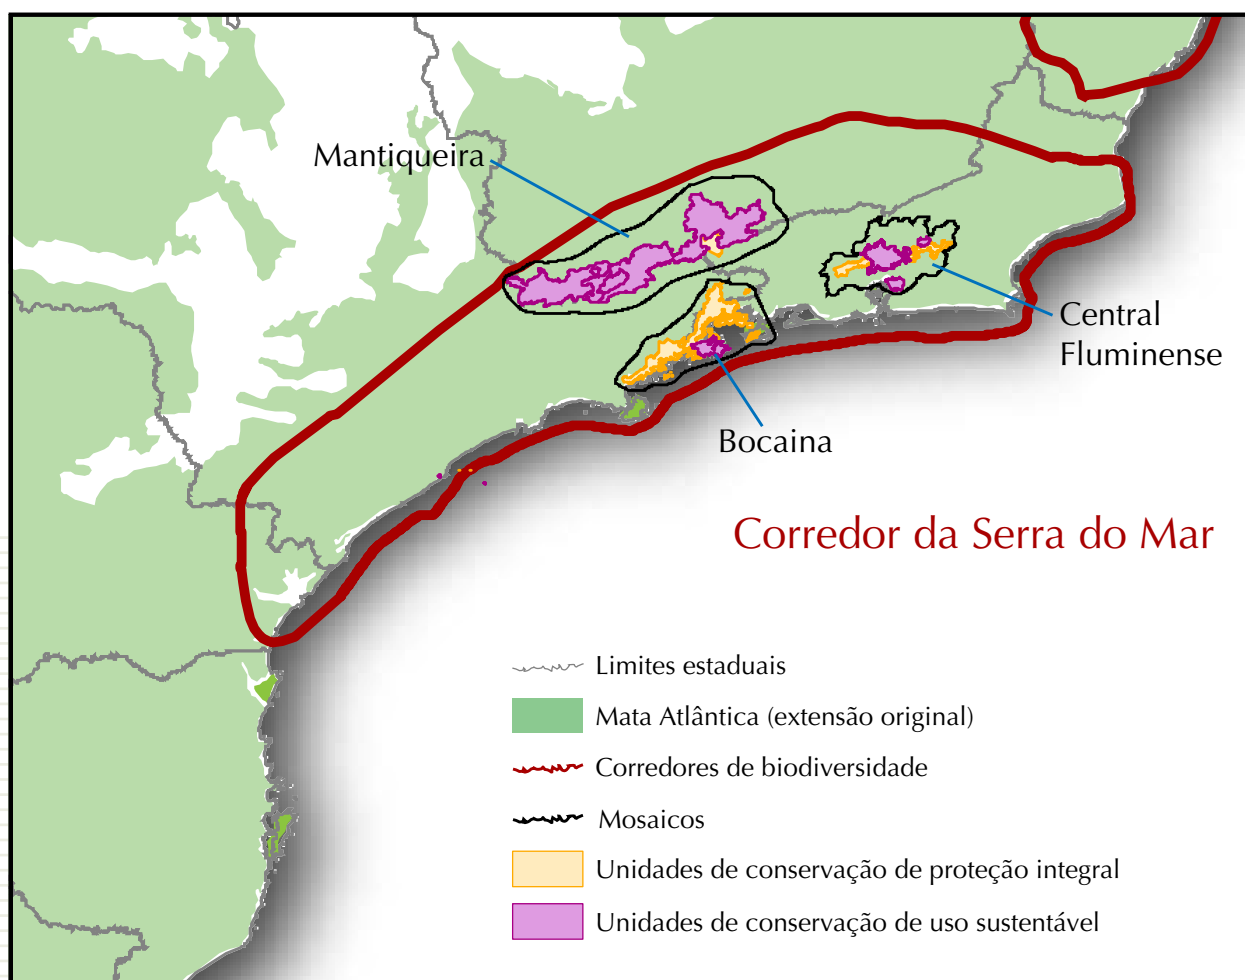 Mantiqueira
Central
Fluminense
Bocaina
Corredor da Serra do Mar
Limites estaduais
Mata Atlântica (extensão original)
Corredores de biodiversidade
Mosaicos
Unidades de conservação de proteção integral
Unidades de conservação de uso sustentável